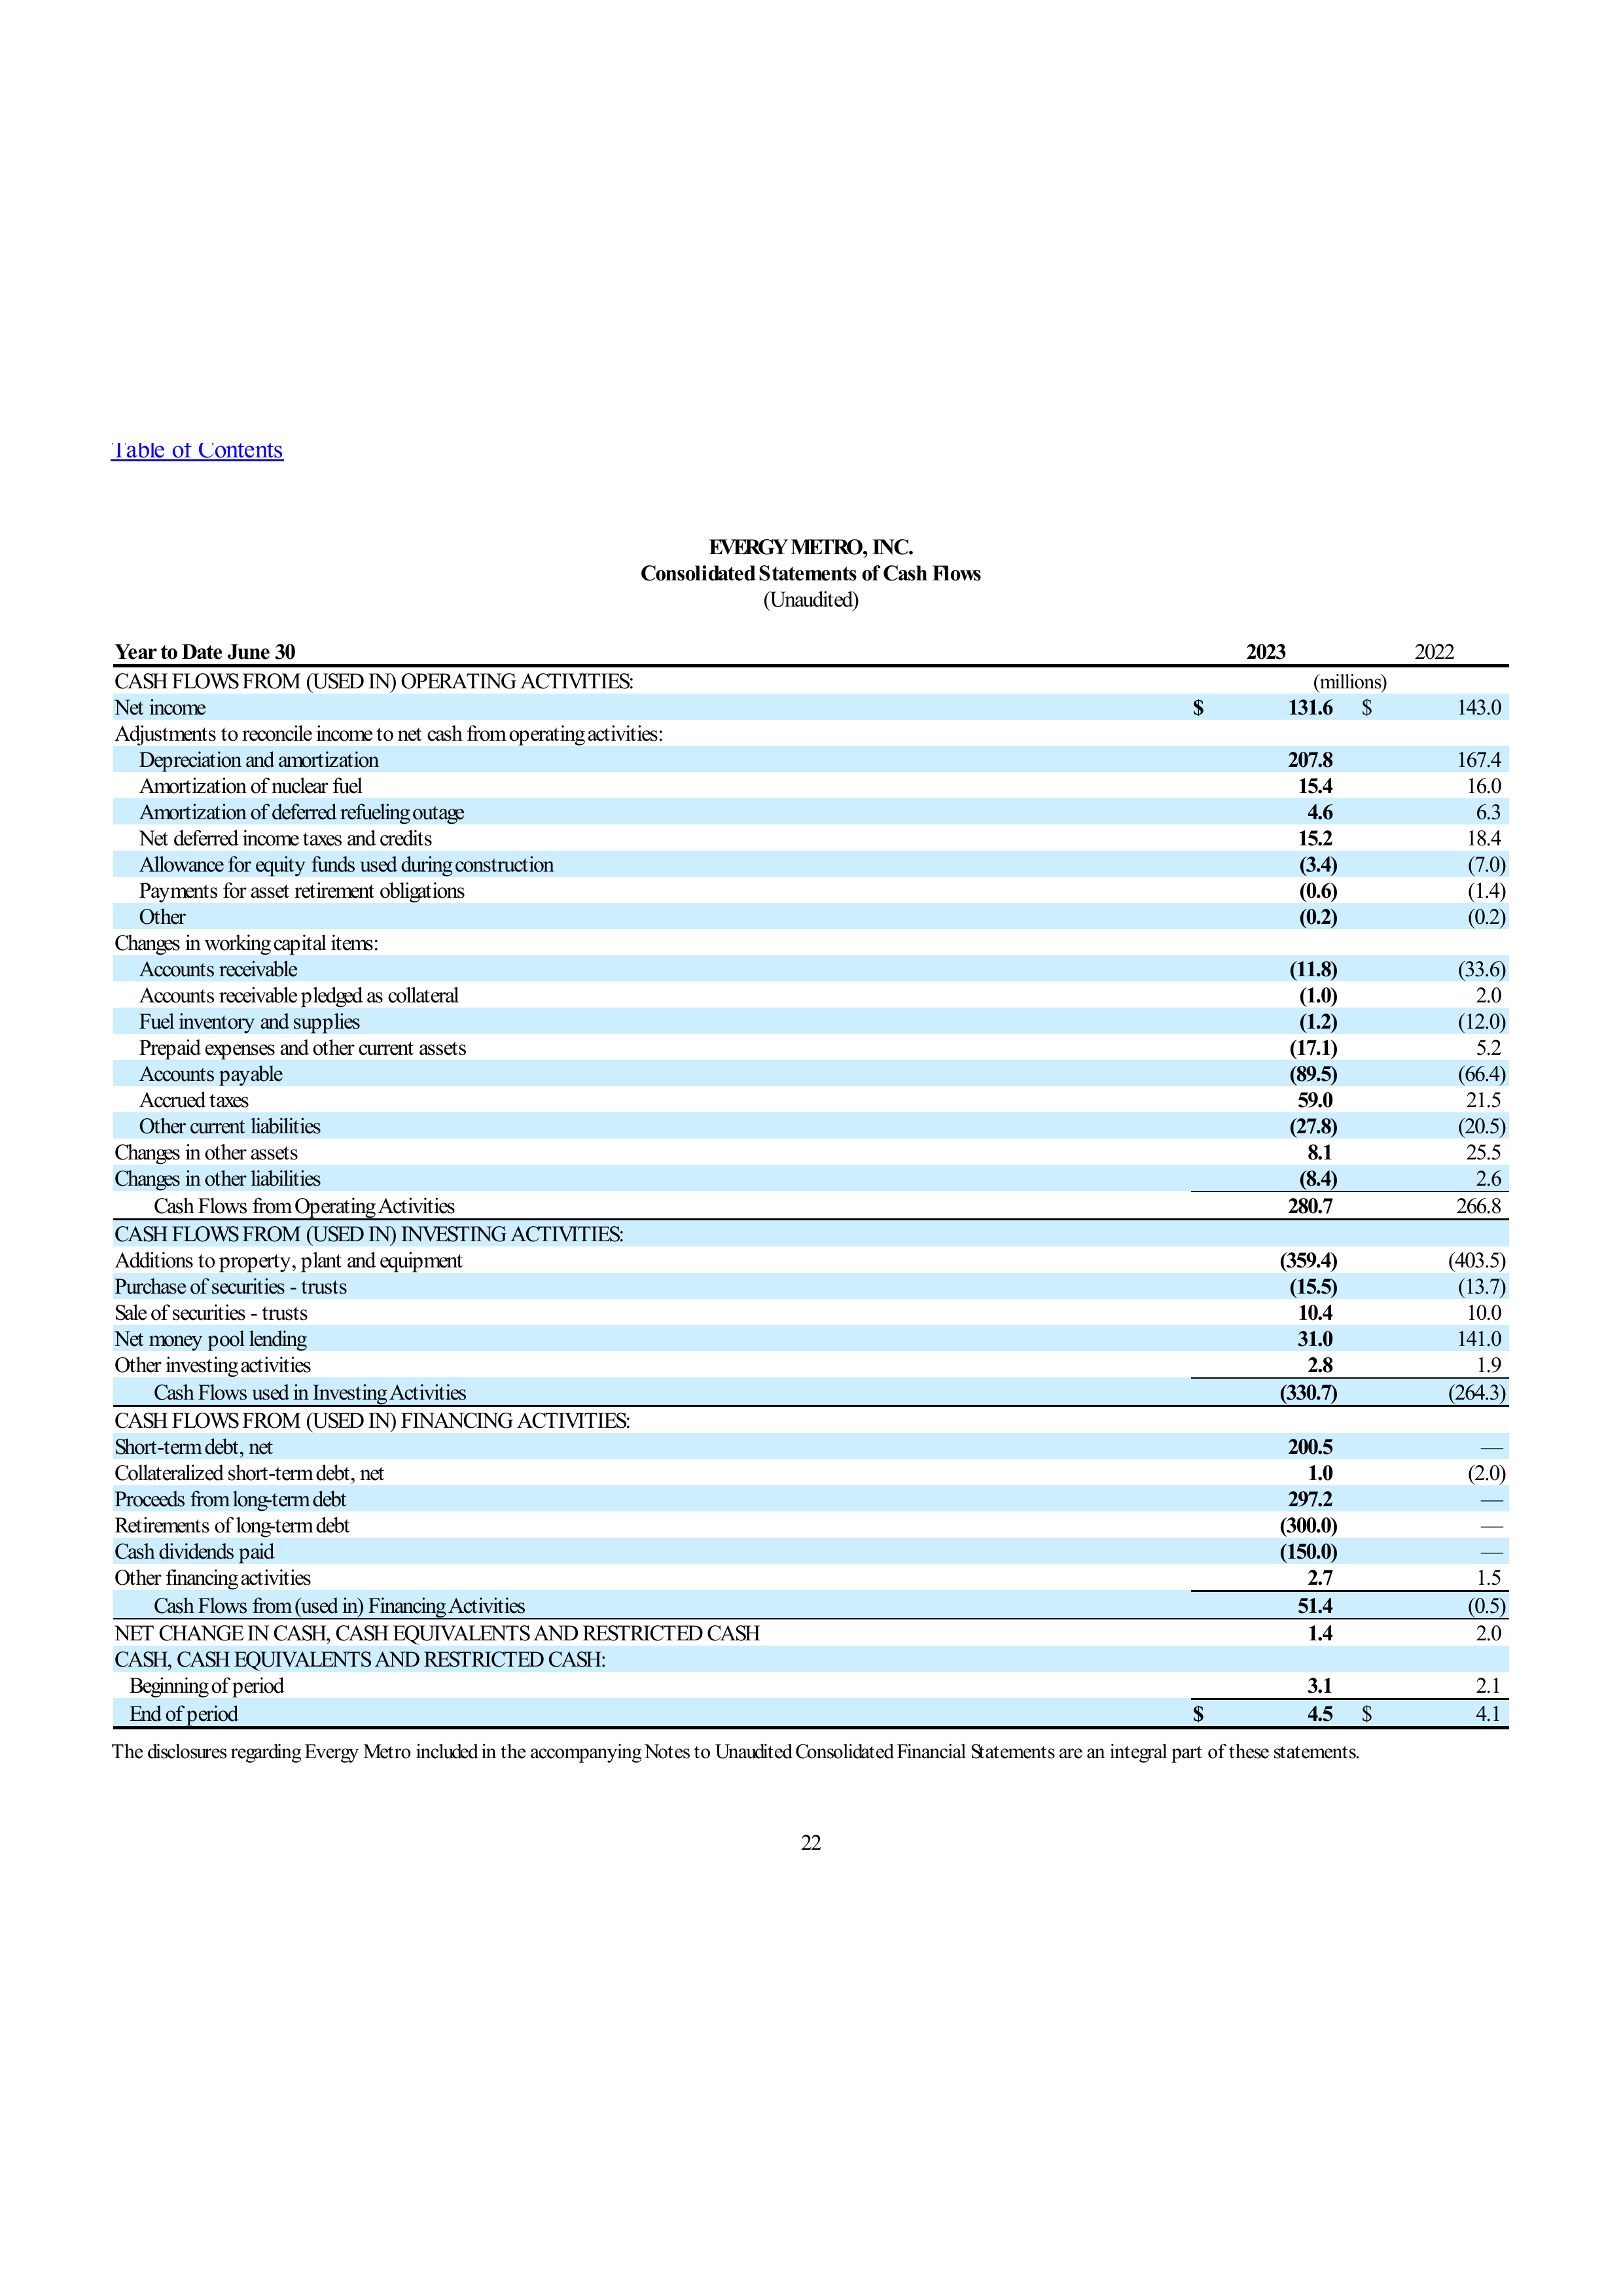 Table of Contents
EVERGY METRO, INC.
Consolidated Statements of Cash Flows
(Unaudited)
Year to Date June 30 2023 2022
CASH FLOWS FROM (USED IN) OPERATING ACTIVITIES: (millions)
Net income $ 131.6 $ 143.0
Adjustments to reconcile income to net cash from operating activities:
Depreciation and amortization 207.8 167.4
Amortization of nuclear fuel 15.4 16.0
Amortization of deferred refueling outage 4.6 6.3
Net deferred income taxes and credits 15.2 18.4
Allowance for equity funds used during construction (3.4) (7.0)
Payments for asset retirement obligations (0.6) (1.4)
Other (0.2) (0.2)
Changes in working capital items:
Accounts receivable (11.8) (33.6)
Accounts receivable pledged as collateral (1.0) 2.0
Fuel inventory and supplies (1.2) (12.0)
Prepaid expenses and other current assets (17.1) 5.2
Accounts payable (89.5) (66.4)
Accrued taxes 59.0 21.5
Other current liabilities (27.8) (20.5)
Changes in other assets 8.1 25.5
Changes in other liabilities (8.4) 2.6
Cash Flows from Operating Activities 280.7 266.8
CASH FLOWS FROM (USED IN) INVESTING ACTIVITIES:
Additions to property, plant and equipment (359.4) (403.5)
Purchase of securities - trusts (15.5) (13.7)
Sale of securities - trusts 10.4 10.0
Net money pool lending 31.0 141.0
Other investing activities 2.8 1.9
Cash Flows used in Investing Activities (330.7) (264.3)
CASH FLOWS FROM (USED IN) FINANCING ACTIVITIES:
Short-term debt, net 200.5 —
Collateralized short-term debt, net 1.0 (2.0)
Proceeds from long-term debt 297.2 —
Retirements of long-term debt (300.0) —
Cash dividends paid (150.0) —
Other financing activities 2.7 1.5
Cash Flows from (used in) Financing Activities 51.4 (0.5)
NET CHANGE IN CASH, CASH EQUIVALENTS AND RESTRICTED CASH 1.4 2.0
CASH, CASH EQUIVALENTS AND RESTRICTED CASH:
Beginning of period 3.1 2.1
End of period $ 4.5 $ 4.1
The disclosures regarding Evergy Metro included in the accompanying Notes to Unaudited Consolidated Financial Statements are an integral part of these statements.
22